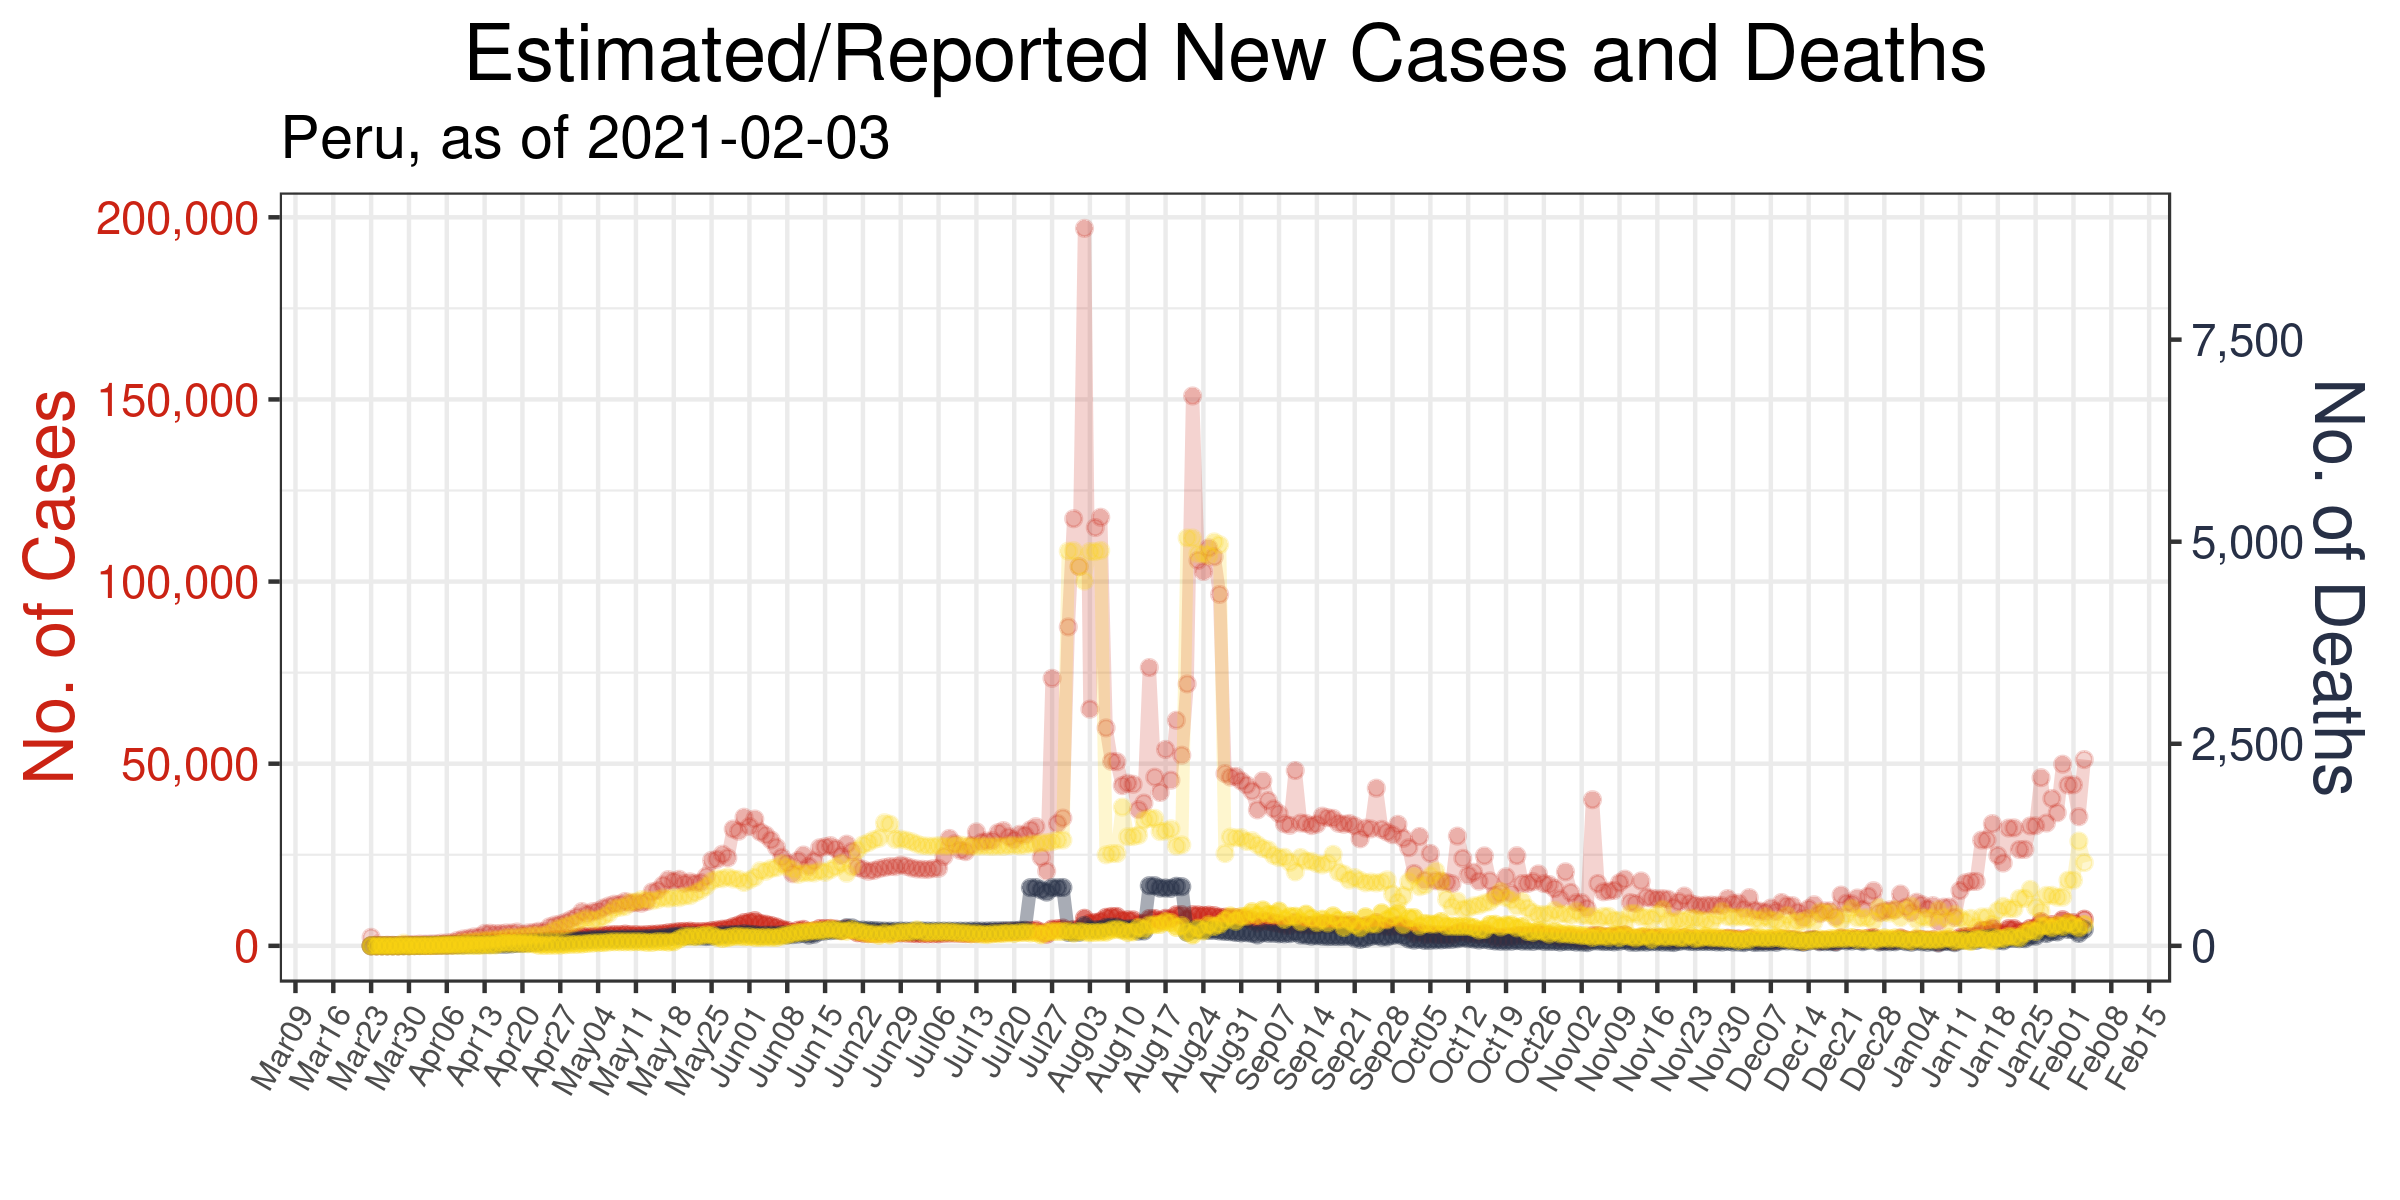 Estimated/Reported New Cases and Deaths
Peru, as of 2021-02-03
No. of Cases
200,000
150,000
100,000
50,000
0
No. of Deaths
7,500
5,000
2,500
0
Mar09
Mar16
Mar23
Mar30
Apr06
Apr13
Apr20
Apr27
May04
May11
May18
May25
Jun01
Jun08
Jun15
Jun22
Jun29
Jul06
Jul13
Jul20
Jul27
Aug03
Aug10
Aug17
Aug24
Aug31
Sep07
Sep14
Sep21
Sep28
Oct05
Oct12
Oct19
Oct26
Nov02
Nov09
Nov16
Nov23
Nov30
Dec07
Dec14
Dec21
Dec28
Jan04
Jan11
Jan18
Jan25
Feb01
Feb08
Feb15